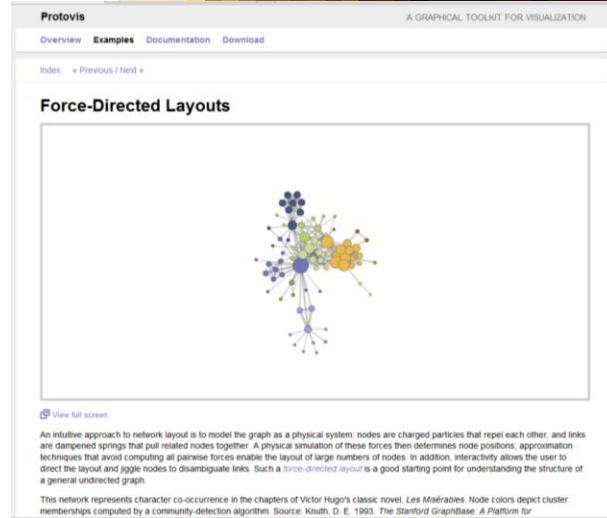 Protovis
A GRAPHICAL TOOLKIT FOR VISUALIZATION
Overview Examples Documentation Download
Index « Previous / Next »
Force-Directed Layouts
View full screen.
An intuitive approach to network layout is to model the graph as a physical system: nodes are charged particles that repel each other, and links
are dampened springs that pull related nodes together. A physical simulation of these forces then determines node positions; approximation
techniques that avoid computing all pairwise forces enable the layout of large numbers of nodes. In addition, interactivity allows the user to
direct the layout and jiggle nodes to disambiguate links. Such a force-directed layout is a good starting point for understanding the structure of
a general undirected graph.
This network represents character co-occurrence in the chapters of Victor Hugo's classic novel, Les Misérables. Node colors depict cluster
memberships computed by a community-detection algorithm. Source: Knuth, D. E. 1993. The Stanford GraphBase: A Platform for